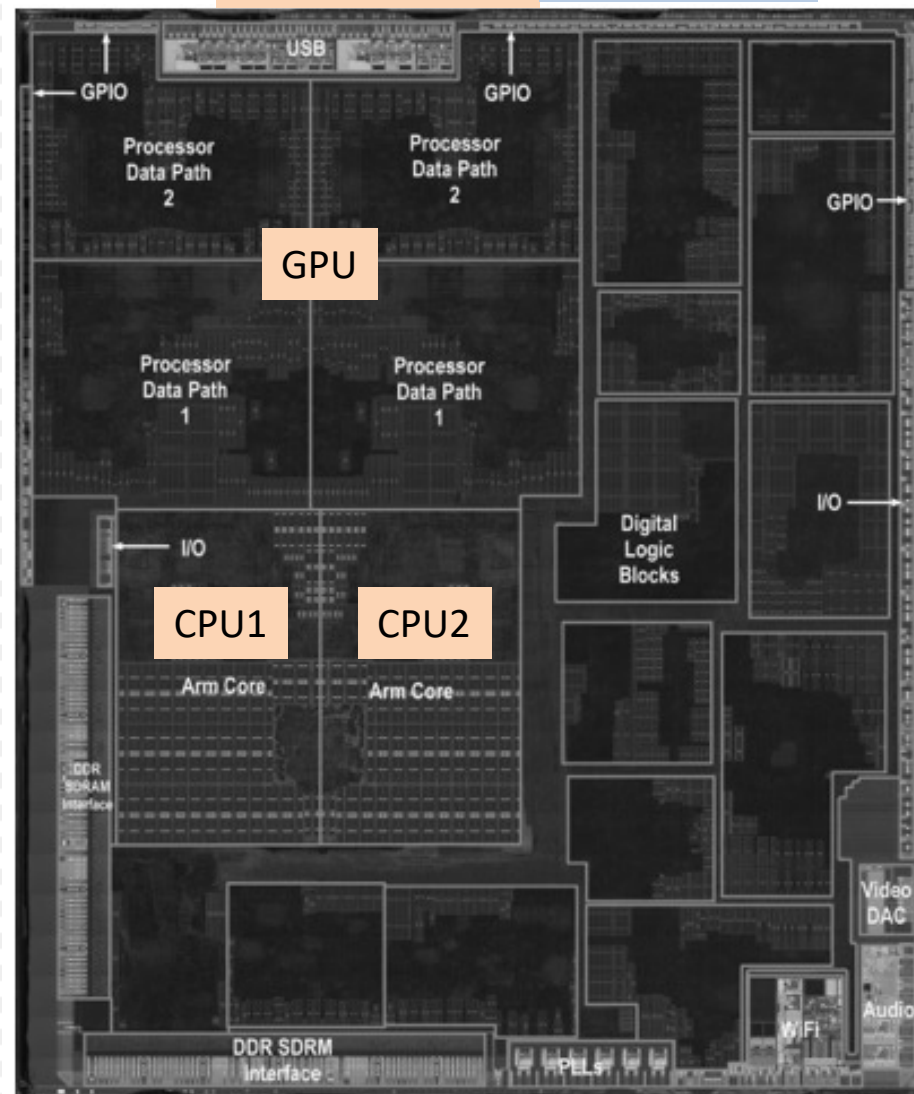 USB
GPIO
GPIO
Processor
Data Path
2
Processor
Data Path
2
GPIO
GPU
Processor
Data Path
1
Processor
Data Path
1
I/O
I/O
Digital
Logic
Blocks
CPU1
CPU2
Arm Core
Arm Core
DDR
SDRAM
Interface
Video
DAC
Audio
WiFi
DDR SDRM
Interface
PLLs